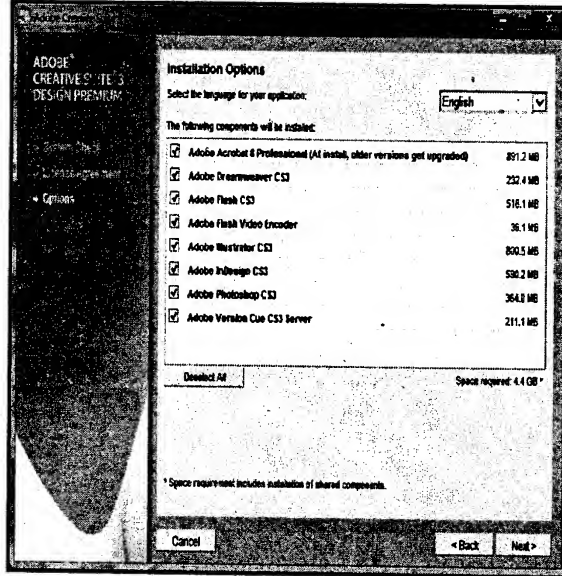 ADOBE®
CREATIVE SUITE 3
DESIGN PREMIUM
License Agreement
Options
Installation Options
Select the language for your application:
English
The following components will be installed:
Adobe Acrobat 8 Professional (At install, older versions get upgraded) 891.2 MB
Adobe Dreamweaver CS3 232.4 MB
Adobe Flash CS3 516.1 MB
Adobe Flash Video Encoder 36.1 MB
Adobe Illustrator CS3 MB
Adobe InDesign CS3 MB
Adobe Photoshop CS3 364.8 MB
Adobe Version Cue CS3 Server 211.1 MB
Deselect All
Space required: 4.4 GB *
* Space requirement includes installation of shared components.
Cancel
< Back
Next >